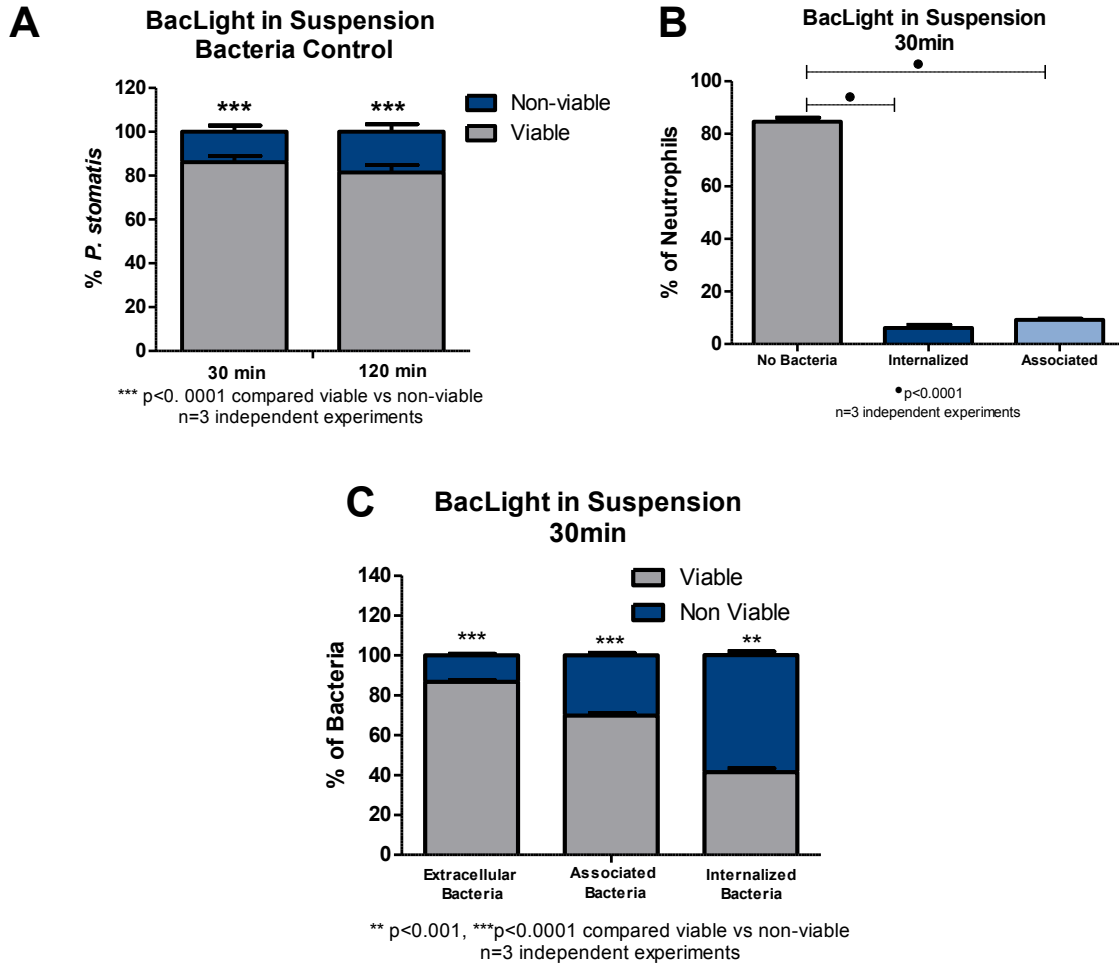 A
BacLight in Suspension
Bacteria Control
% P. stomatis
120
100
80
60
40
20
0
***
***
Non-viable
Viable
30 min
120 min
*** p<0. 0001 compared viable vs non-viable
n=3 independent experiments
B
BacLight in Suspension
30min
% of Neutrophils
100
80
60
40
20
0
No Bacteria
Internalized
Associated
● p<0.0001
n=3 independent experiments
C
BacLight in Suspension
30min
% of Bacteria
140
120
100
80
60
40
20
0
Viable
Non Viable
***
***
**
Extracellular
Bacteria
Associated
Bacteria
Internalized
Bacteria
** p<0.001, ***p<0.0001 compared viable vs non-viable
n=3 independent experiments